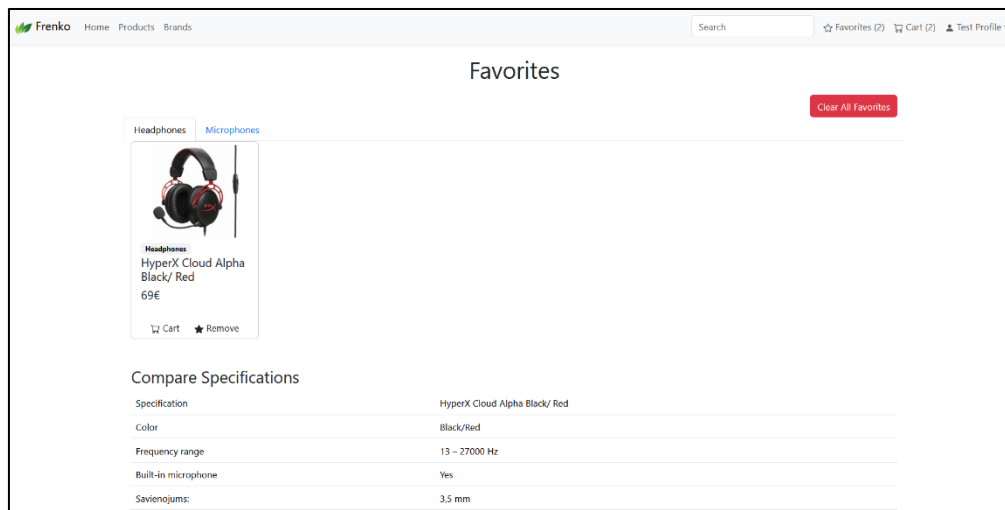 Frenko Home Products Brands Search Favorites (2) Cart (2) Test Profile
Favorites
Clear All Favorites
Headphones Microphones
Headphones
HyperX Cloud Alpha
Black/ Red
69€
Cart Remove
Compare Specifications
Specification HyperX Cloud Alpha Black/ Red
Color Black/Red
Frequency range 13 – 27000 Hz
Built-in microphone Yes
Savienojums: 3,5 mm